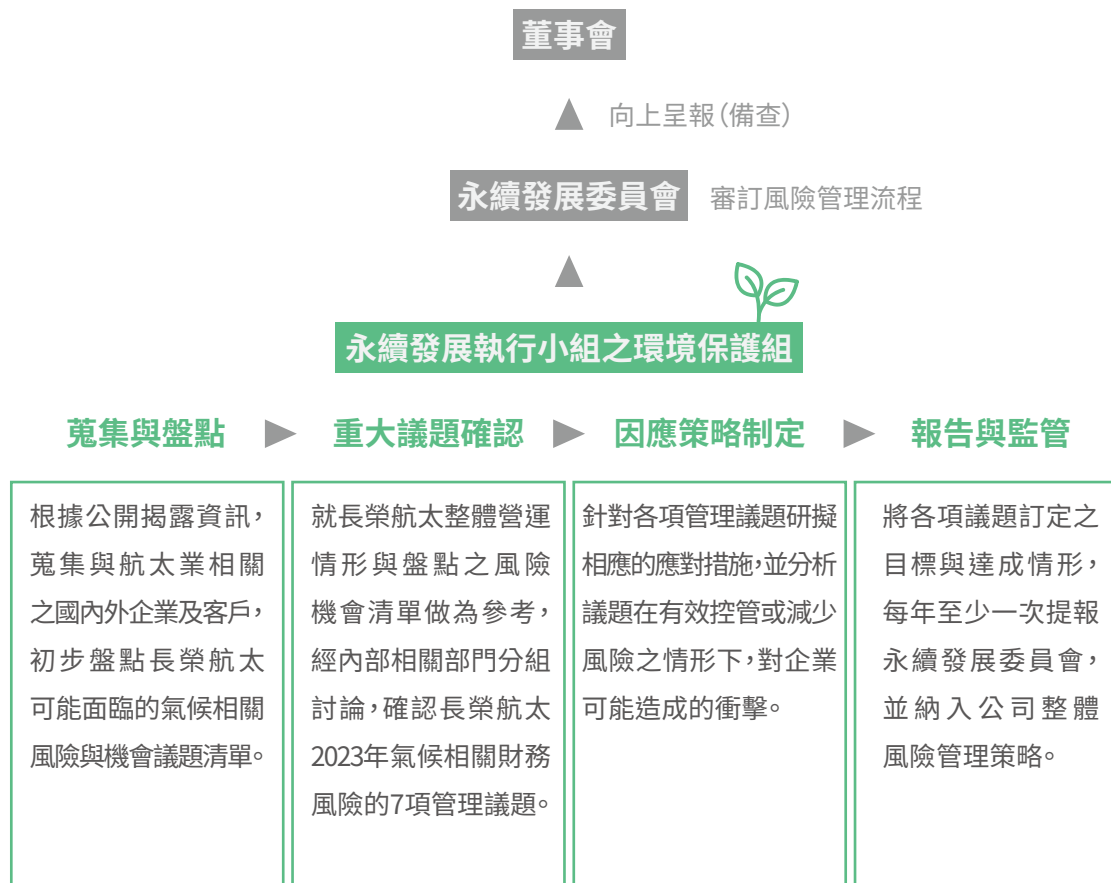 董事會
向上呈報(備查)
永續發展委員會
審訂風險管理流程
永續發展執行小組之環境保護組
蒐集與盤點
重大議題確認
因應策略制定
報告與監管
根據公開揭露資訊，
蒐集與航太業相關
之國內外企業及客戶，
初步盤點長榮航太
可能面臨的氣候相關
風險與機會議題清單。
就長榮航太整體營運
情形與盤點之風險
機會清單做為參考，
經內部相關部門分組
討論，確認長榮航太
2023年氣候相關財務
風險的7項管理議題。
針對各項管理議題研擬
相應的應對措施，並分析
議題在有效控管或減少
風險之情形下，對企業
可能造成的衝擊。
將各項議題訂定之
目標與達成情形，
每年至少一次提報
永續發展委員會，
並納入公司整體
風險管理策略。